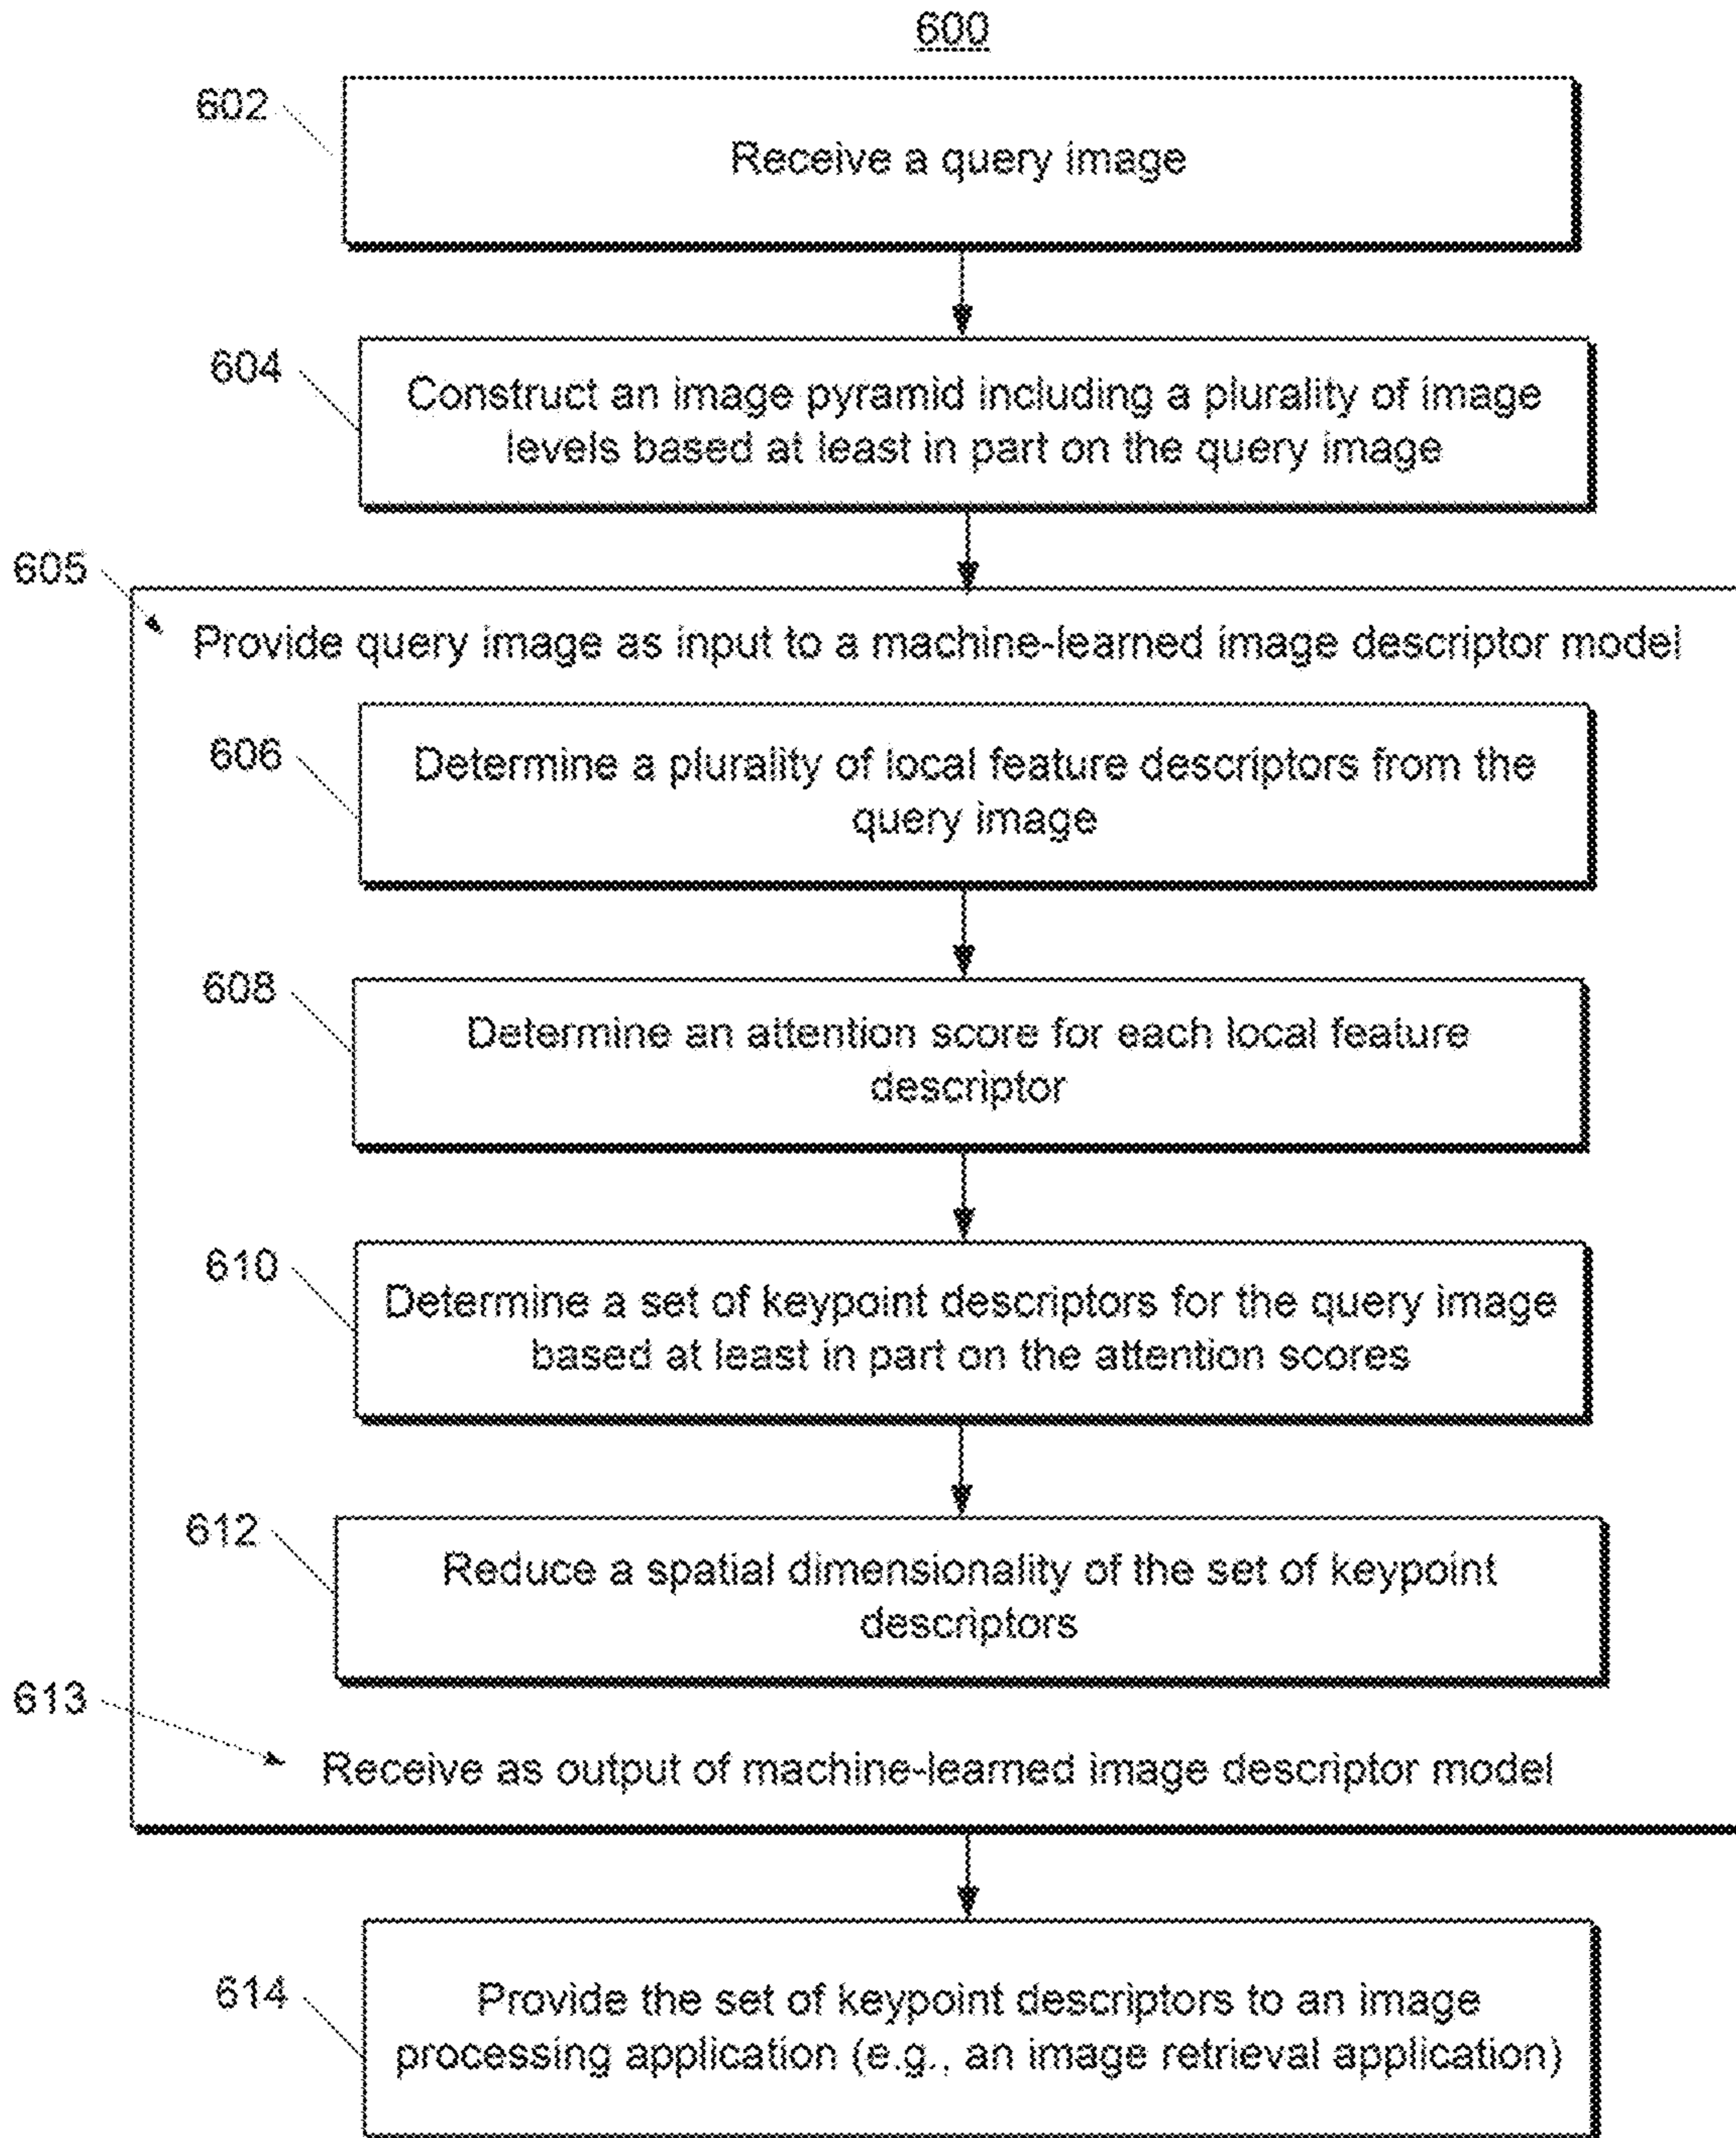 600
602
Receive a query image
604
Construct an image pyramid including a plurality of image
levels based at least in part on the query image
605
Provide query image as input to a machine-learned image descriptor model
606
Determine a plurality of local feature descriptors from the
query image
608
Determine an attention score for each local feature
descriptor
610
Determine a set of keypoint descriptors for the query image
based at least in part on the attention scores
612
Reduce a spatial dimensionality of the set of keypoint
descriptors
613
Receive as output of machine-learned image descriptor model
614
Provide the set of keypoint descriptors to an image
processing application (e.g., an image retrieval application)